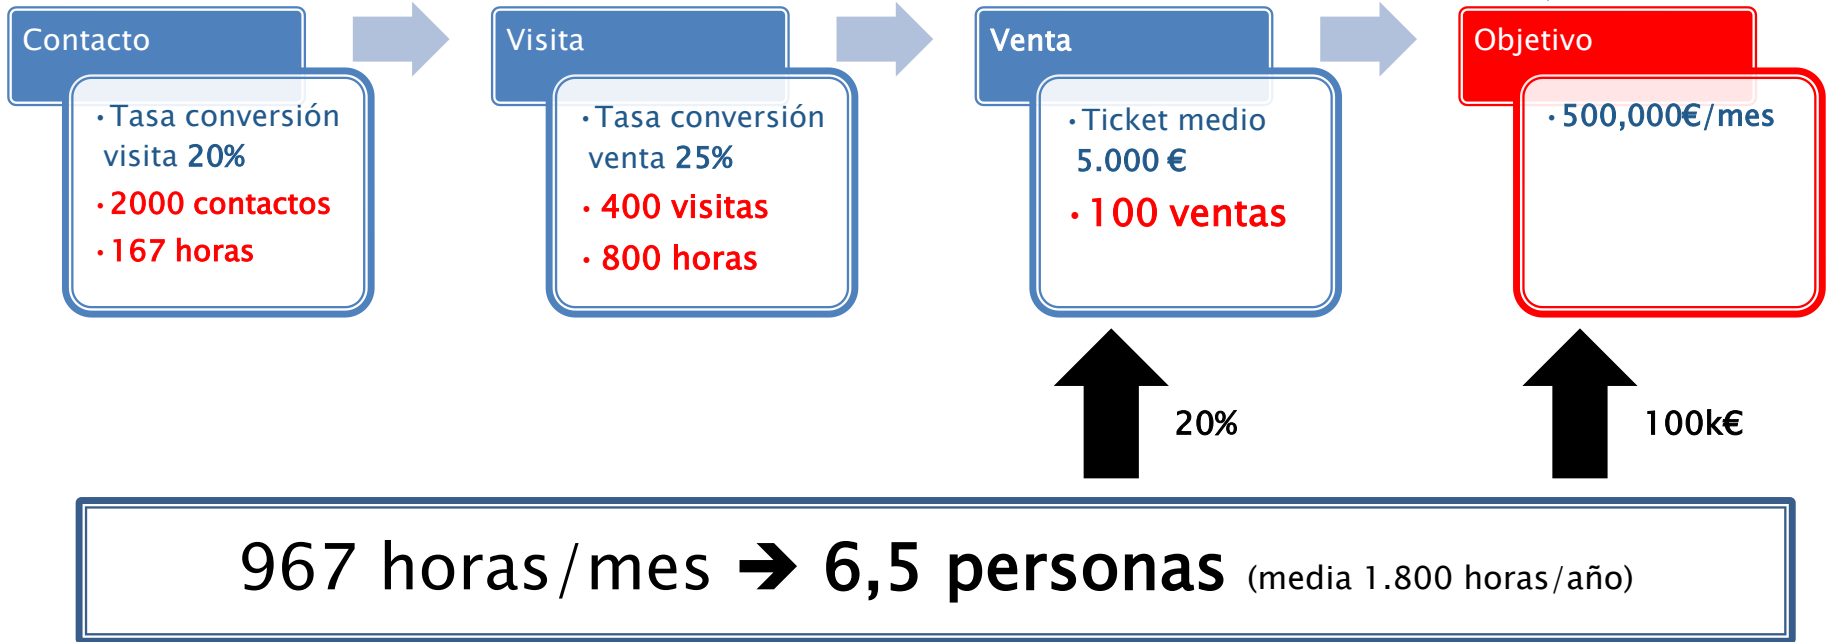 Contacto
· Tasa conversión
visita 20%
· 2000 contactos
· 167 horas
Visita
· Tasa conversión
venta 25%
· 400 visitas
· 800 horas
Venta
· Ticket medio
5.000 €
· 100 ventas
Objetivo
· 500,000€/mes
20%
100k€
967 horas/mes ➔ 6,5 personas (media 1.800 horas/año)